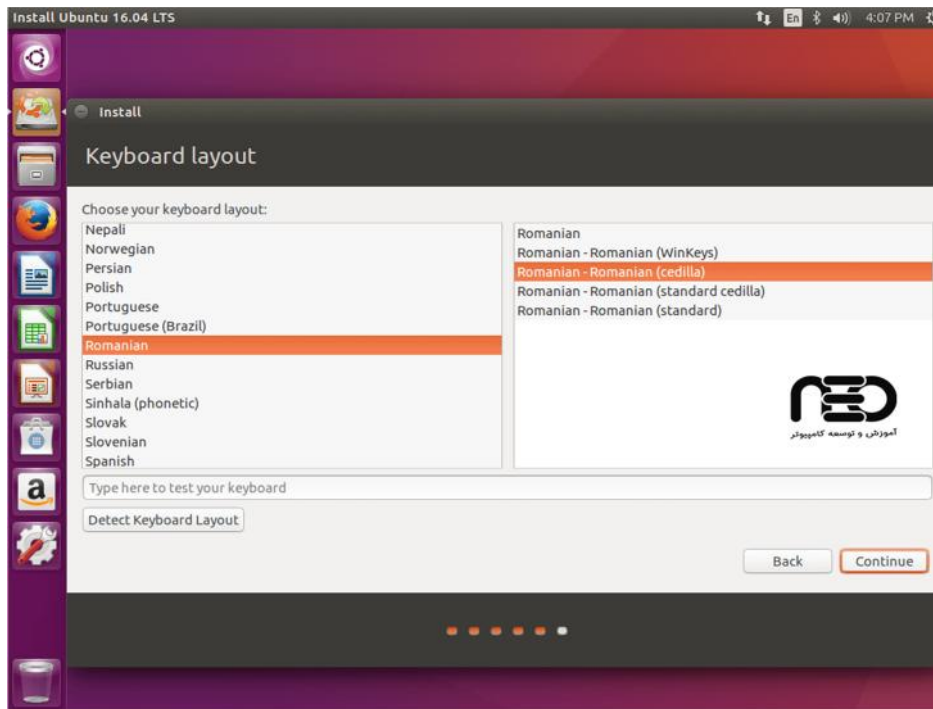 Install Ubuntu 16.04 LTS
En
4:07 PM
Install
Keyboard layout
Choose your keyboard layout:
Nepali
Norwegian
Persian
Polish
Portuguese
Portuguese (Brazil)
Romanian
Russian
Serbian
Sinhala (phonetic)
Slovak
Slovenian
Spanish
Romanian
Romanian - Romanian (WinKeys)
Romanian - Romanian (cedilla)
Romanian - Romanian (standard cedilla)
Romanian - Romanian (standard)
NEO
آموزش و توسعه کامپیوتر
Type here to test your keyboard
Detect Keyboard Layout
Back
Continue
a